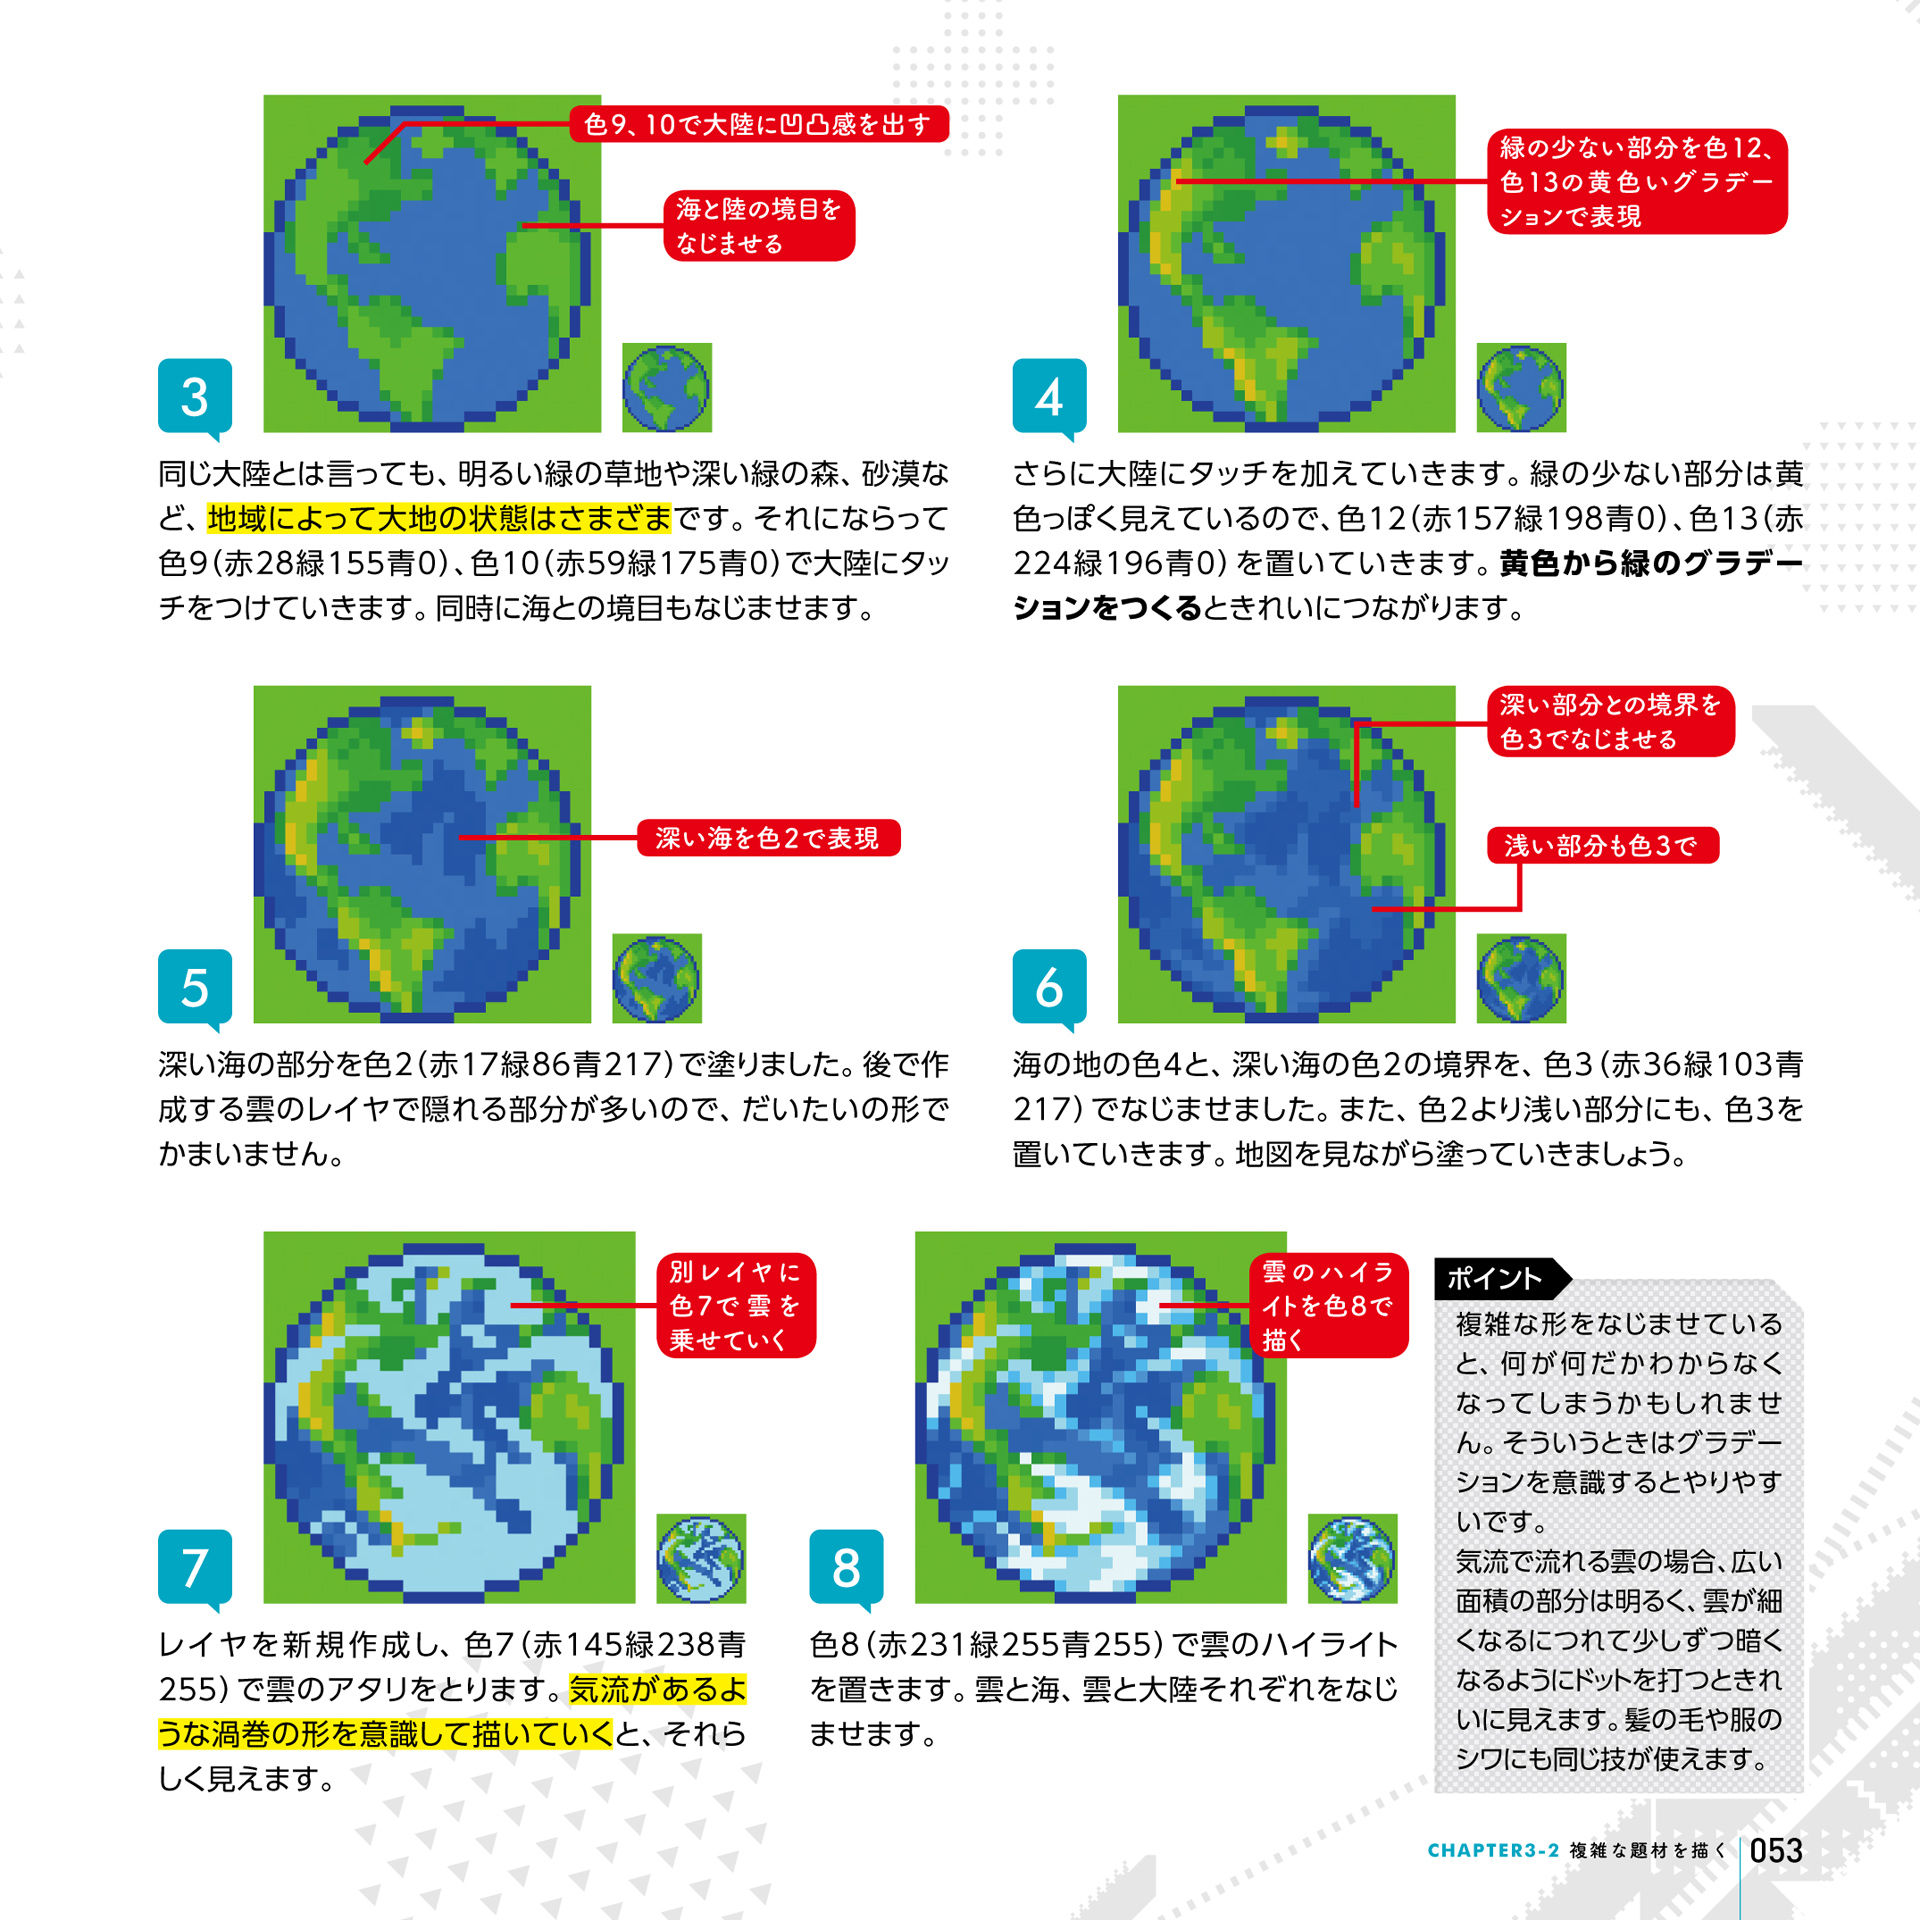 色9、10で大陸に凹凸感を出す
海と陸の境目を
なじませる
3
同じ大陸とは言っても、明るい緑の草地や深い緑の森、砂漠な
ど、地域によって大地の状態はさまざまです。それにならって
色9（赤28緑155青0）、色10（赤59緑175青0）で大陸にタッ
チをつけていきます。同時に海との境目もなじませます。
緑の少ない部分を色12、
色13の黄色いグラデー
ションで表現
4
さらに大陸にタッチを加えていきます。緑の少ない部分は黄
色っぽく見えているので、色12（赤157緑198青0）、色13（赤
224緑196青0）を置いていきます。黄色から緑のグラデー
ションをつくるときれいにつながります。
深い海を色2で表現
5
深い海の部分を色2（赤17緑86青217）で塗りました。後で作
成する雲のレイヤで隠れる部分が多いので、だいたいの形で
かまいません。
深い部分との境界を
色3でなじませる
浅い部分も色3で
6
海の地の色4と、深い海の色2の境界を、色3（赤36緑103青
217）でなじませました。また、色2より浅い部分にも、色3を
置いていきます。地図を見ながら塗っていきましょう。
別レイヤに
色7で雲を
乗せていく
7
レイヤを新規作成し、色7（赤145緑238青
255）で雲のアタリをとります。気流があるよ
うな渦巻の形を意識して描いていくと、それら
しく見えます。
雲のハイラ
イトを色8で
描く
8
色8（赤231緑255青255）で雲のハイライト
を置きます。雲と海、雲と大陸それぞれをなじ
ませます。
ポイント
複雑な形をなじませている
と、何が何だかわからなく
なってしまうかもしれませ
ん。そういうときはグラデー
ションを意識するとやりやす
いです。
気流で流れる雲の場合、広い
面積の部分は明るく、雲が細
くなるにつれて少しずつ暗く
なるようにドットを打つときれ
いに見えます。髪の毛や服の
シワにも同じ技が使えます。
CHAPTER3-2 複雑な題材を描く 053